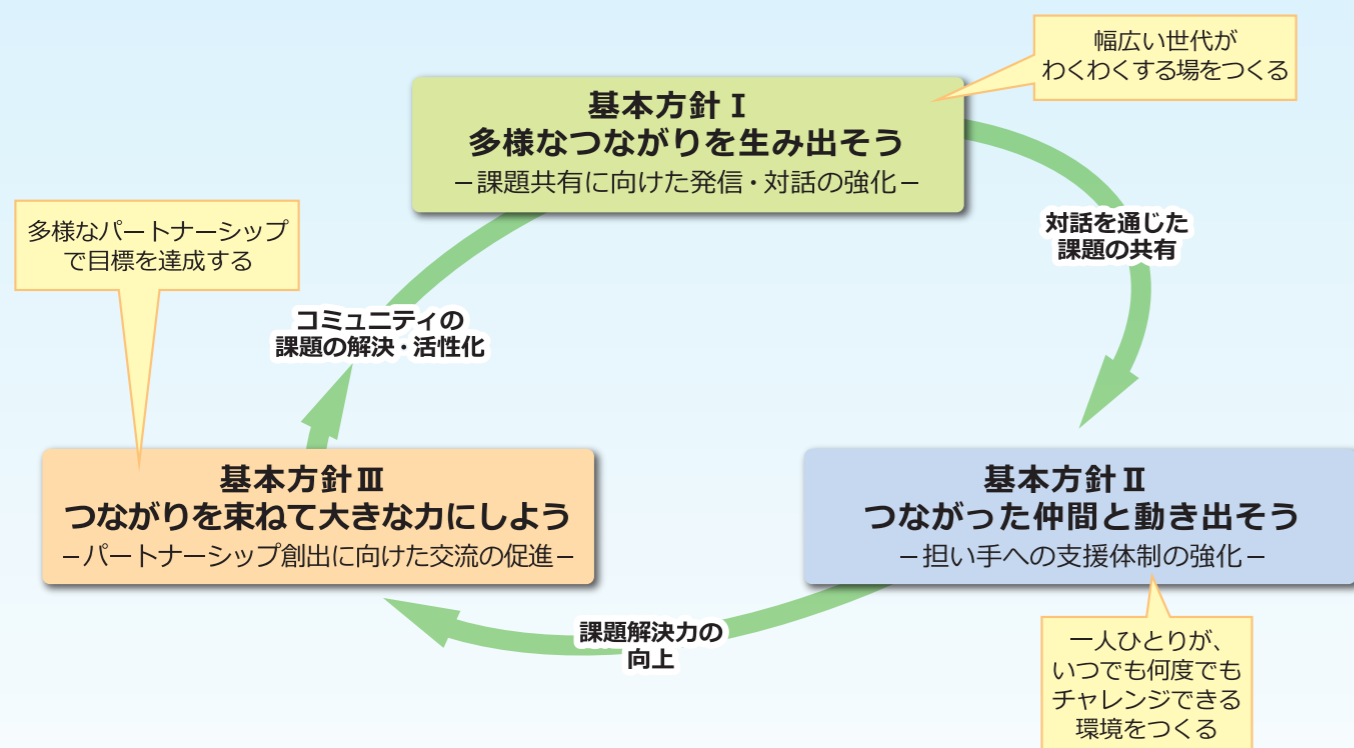 幅広い世代が
わくわくする場をつくる
基本方針Ⅰ
多様なつながりを生み出そう
－課題共有に向けた発信・対話の強化－
対話を通じた
課題の共有
多様なパートナーシップ
で目標を達成する
コミュニティの
課題の解決・活性化
基本方針Ⅲ
つながりを束ねて大きな力にしよう
－パートナーシップ創出に向けた交流の促進－
基本方針Ⅱ
つながった仲間と動き出そう
－担い手への支援体制の強化－
課題解決力の
向上
一人ひとりが、
いつでも何度でも
チャレンジできる
環境をつくる